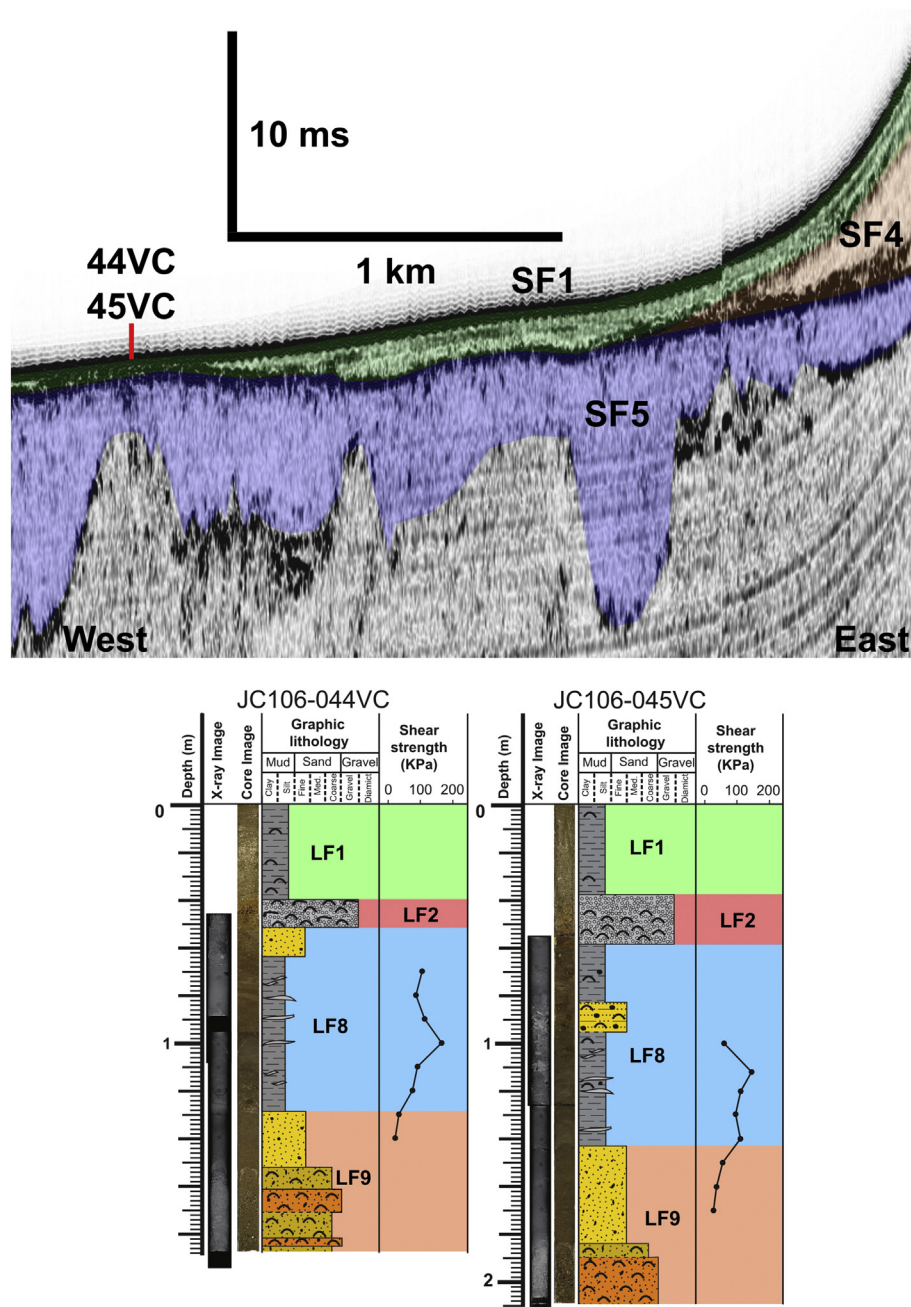 10 ms
1 km
44VC
45VC
SF1
SF4
SF5
West
East
JC106-044VC
Depth (m)
X-ray Image
Core Image
Graphic
lithology
Mud
Sand
Gravel
Clay
Silt
Fine
Med.
Coarse
Gravel
Diamict
Shear
strength
(KPa)
0 100 200
0
1
LF1
LF2
LF8
LF9
JC106-045VC
Depth (m)
X-ray Image
Core Image
Graphic
lithology
Mud
Sand
Gravel
Clay
Silt
Fine
Med.
Coarse
Gravel
Diamict
Shear
strength
(KPa)
0 100 200
0
1
2
LF1
LF2
LF8
LF9